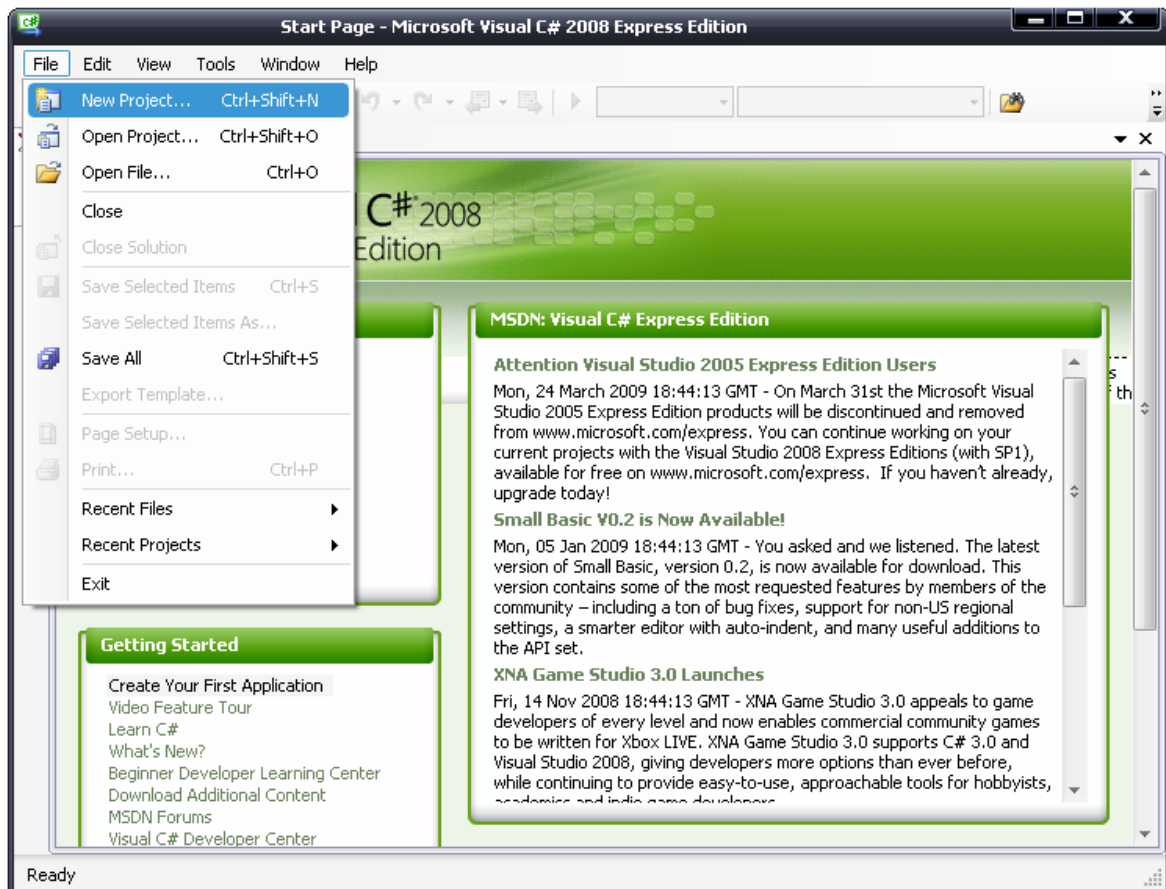 Start Page - Microsoft Visual C# 2008 Express Edition
File Edit View Tools Window Help
New Project... Ctrl+Shift+N
Open Project... Ctrl+Shift+O
Open File... Ctrl+O
Close
Close Solution
Save Selected Items Ctrl+S
Save Selected Items As...
Save All Ctrl+Shift+S
Export Template...
Page Setup...
Print... Ctrl+P
Recent Files
Recent Projects
Exit
C# 2008
Edition
Getting Started
Create Your First Application
Video Feature Tour
Learn C#
What's New?
Beginner Developer Learning Center
Download Additional Content
MSDN Forums
Visual C# Developer Center
MSDN: Visual C# Express Edition
Attention Visual Studio 2005 Express Edition Users
Mon, 24 March 2009 18:44:13 GMT - On March 31st the Microsoft Visual
Studio 2005 Express Edition products will be discontinued and removed
from www.microsoft.com/express. You can continue working on your
current projects with the Visual Studio 2008 Express Editions (with SP1),
available for free on www.microsoft.com/express. If you haven't already,
upgrade today!
Small Basic V0.2 is Now Available!
Mon, 05 Jan 2009 18:44:13 GMT - You asked and we listened. The latest
version of Small Basic, version 0.2, is now available for download. This
version contains some of the most requested features by members of the
community – including a ton of bug fixes, support for non-US regional
settings, a smarter editor with auto-indent, and many useful additions to
the API set.
XNA Game Studio 3.0 Launches
Fri, 14 Nov 2008 18:44:13 GMT - XNA Game Studio 3.0 appeals to game
developers of every level and now enables commercial community games
to be written for Xbox LIVE. XNA Game Studio 3.0 supports C# 3.0 and
Visual Studio 2008, giving developers more options than ever before,
while continuing to provide easy-to-use, approachable tools for hobbyists,
academics and indie game developers
Ready